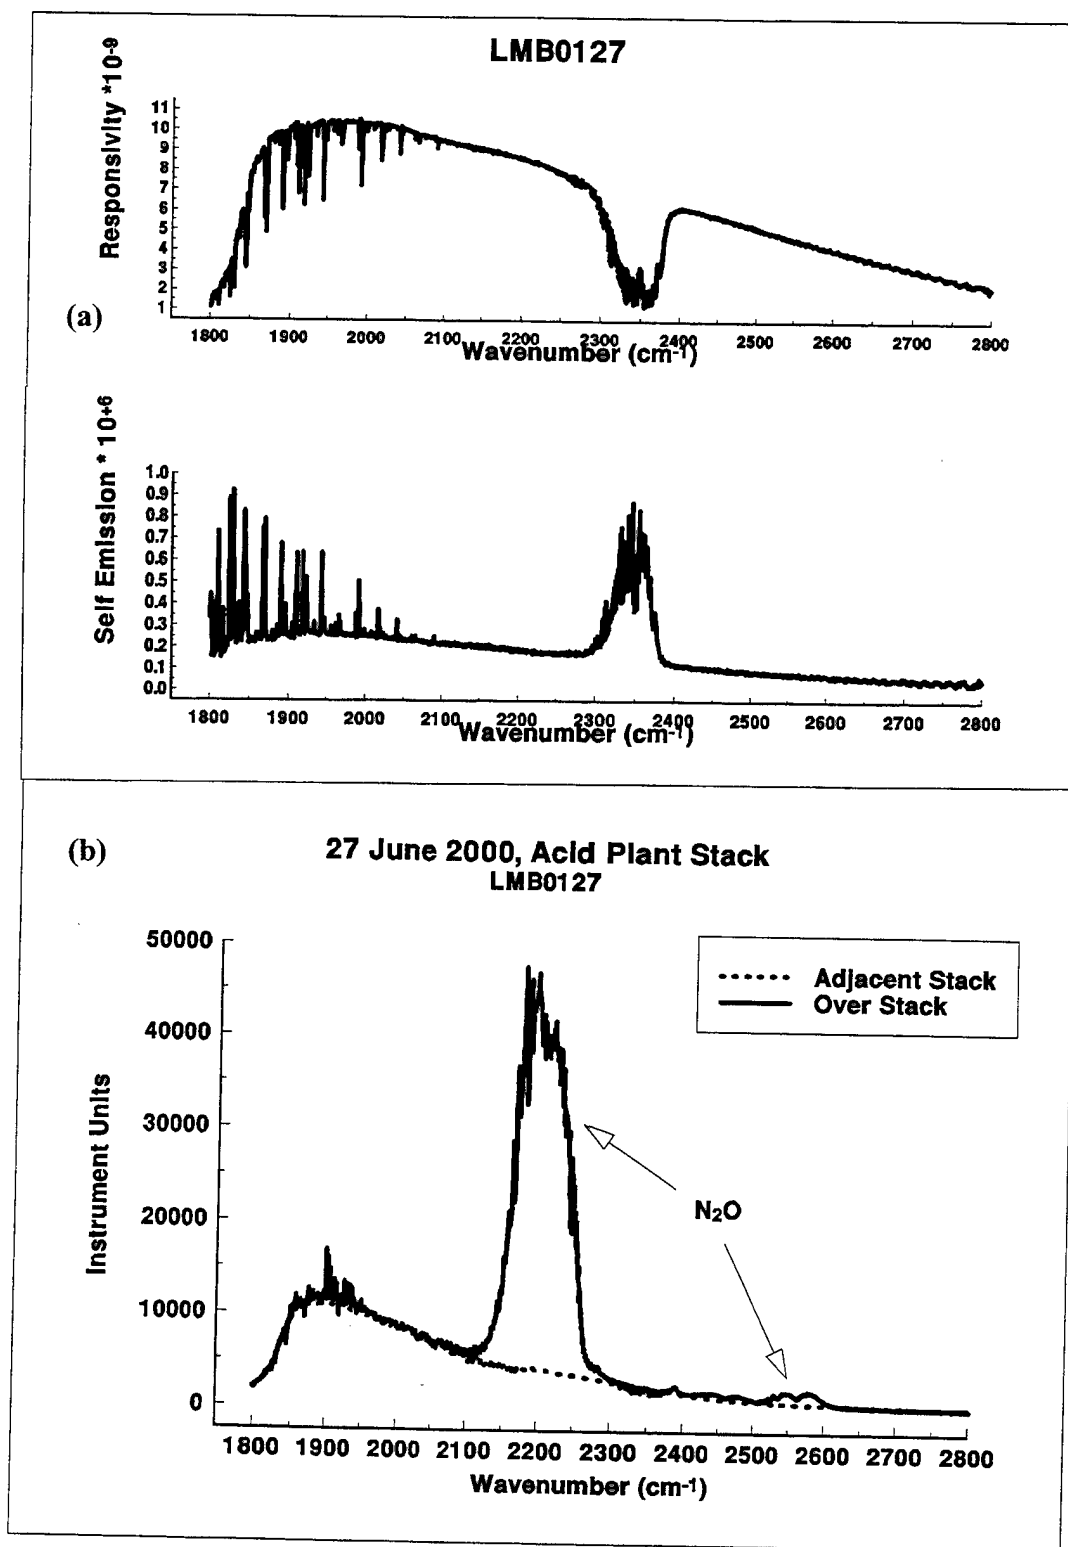 LMB0127
Responsivity *10-9
11
10
9
8
7
6
5
4
3
2
1
(a)
1800 1900 2000 2100 2200 2300 2400 2500 2600 2700 2800
Wavenumber (cm-1)
Self Emission * 10+6
1.0
0.9
0.8
0.7
0.6
0.5
0.4
0.3
0.2
0.1
0.0
1800 1900 2000 2100 2200 2300 2400 2500 2600 2700 2800
Wavenumber (cm-1)
(b)
27 June 2000, Acid Plant Stack
LMB0127
Instrument Units
50000
40000
30000
20000
10000
0
Adjacent Stack
Over Stack
N2O
1800 1900 2000 2100 2200 2300 2400 2500 2600 2700 2800
Wavenumber (cm-1)